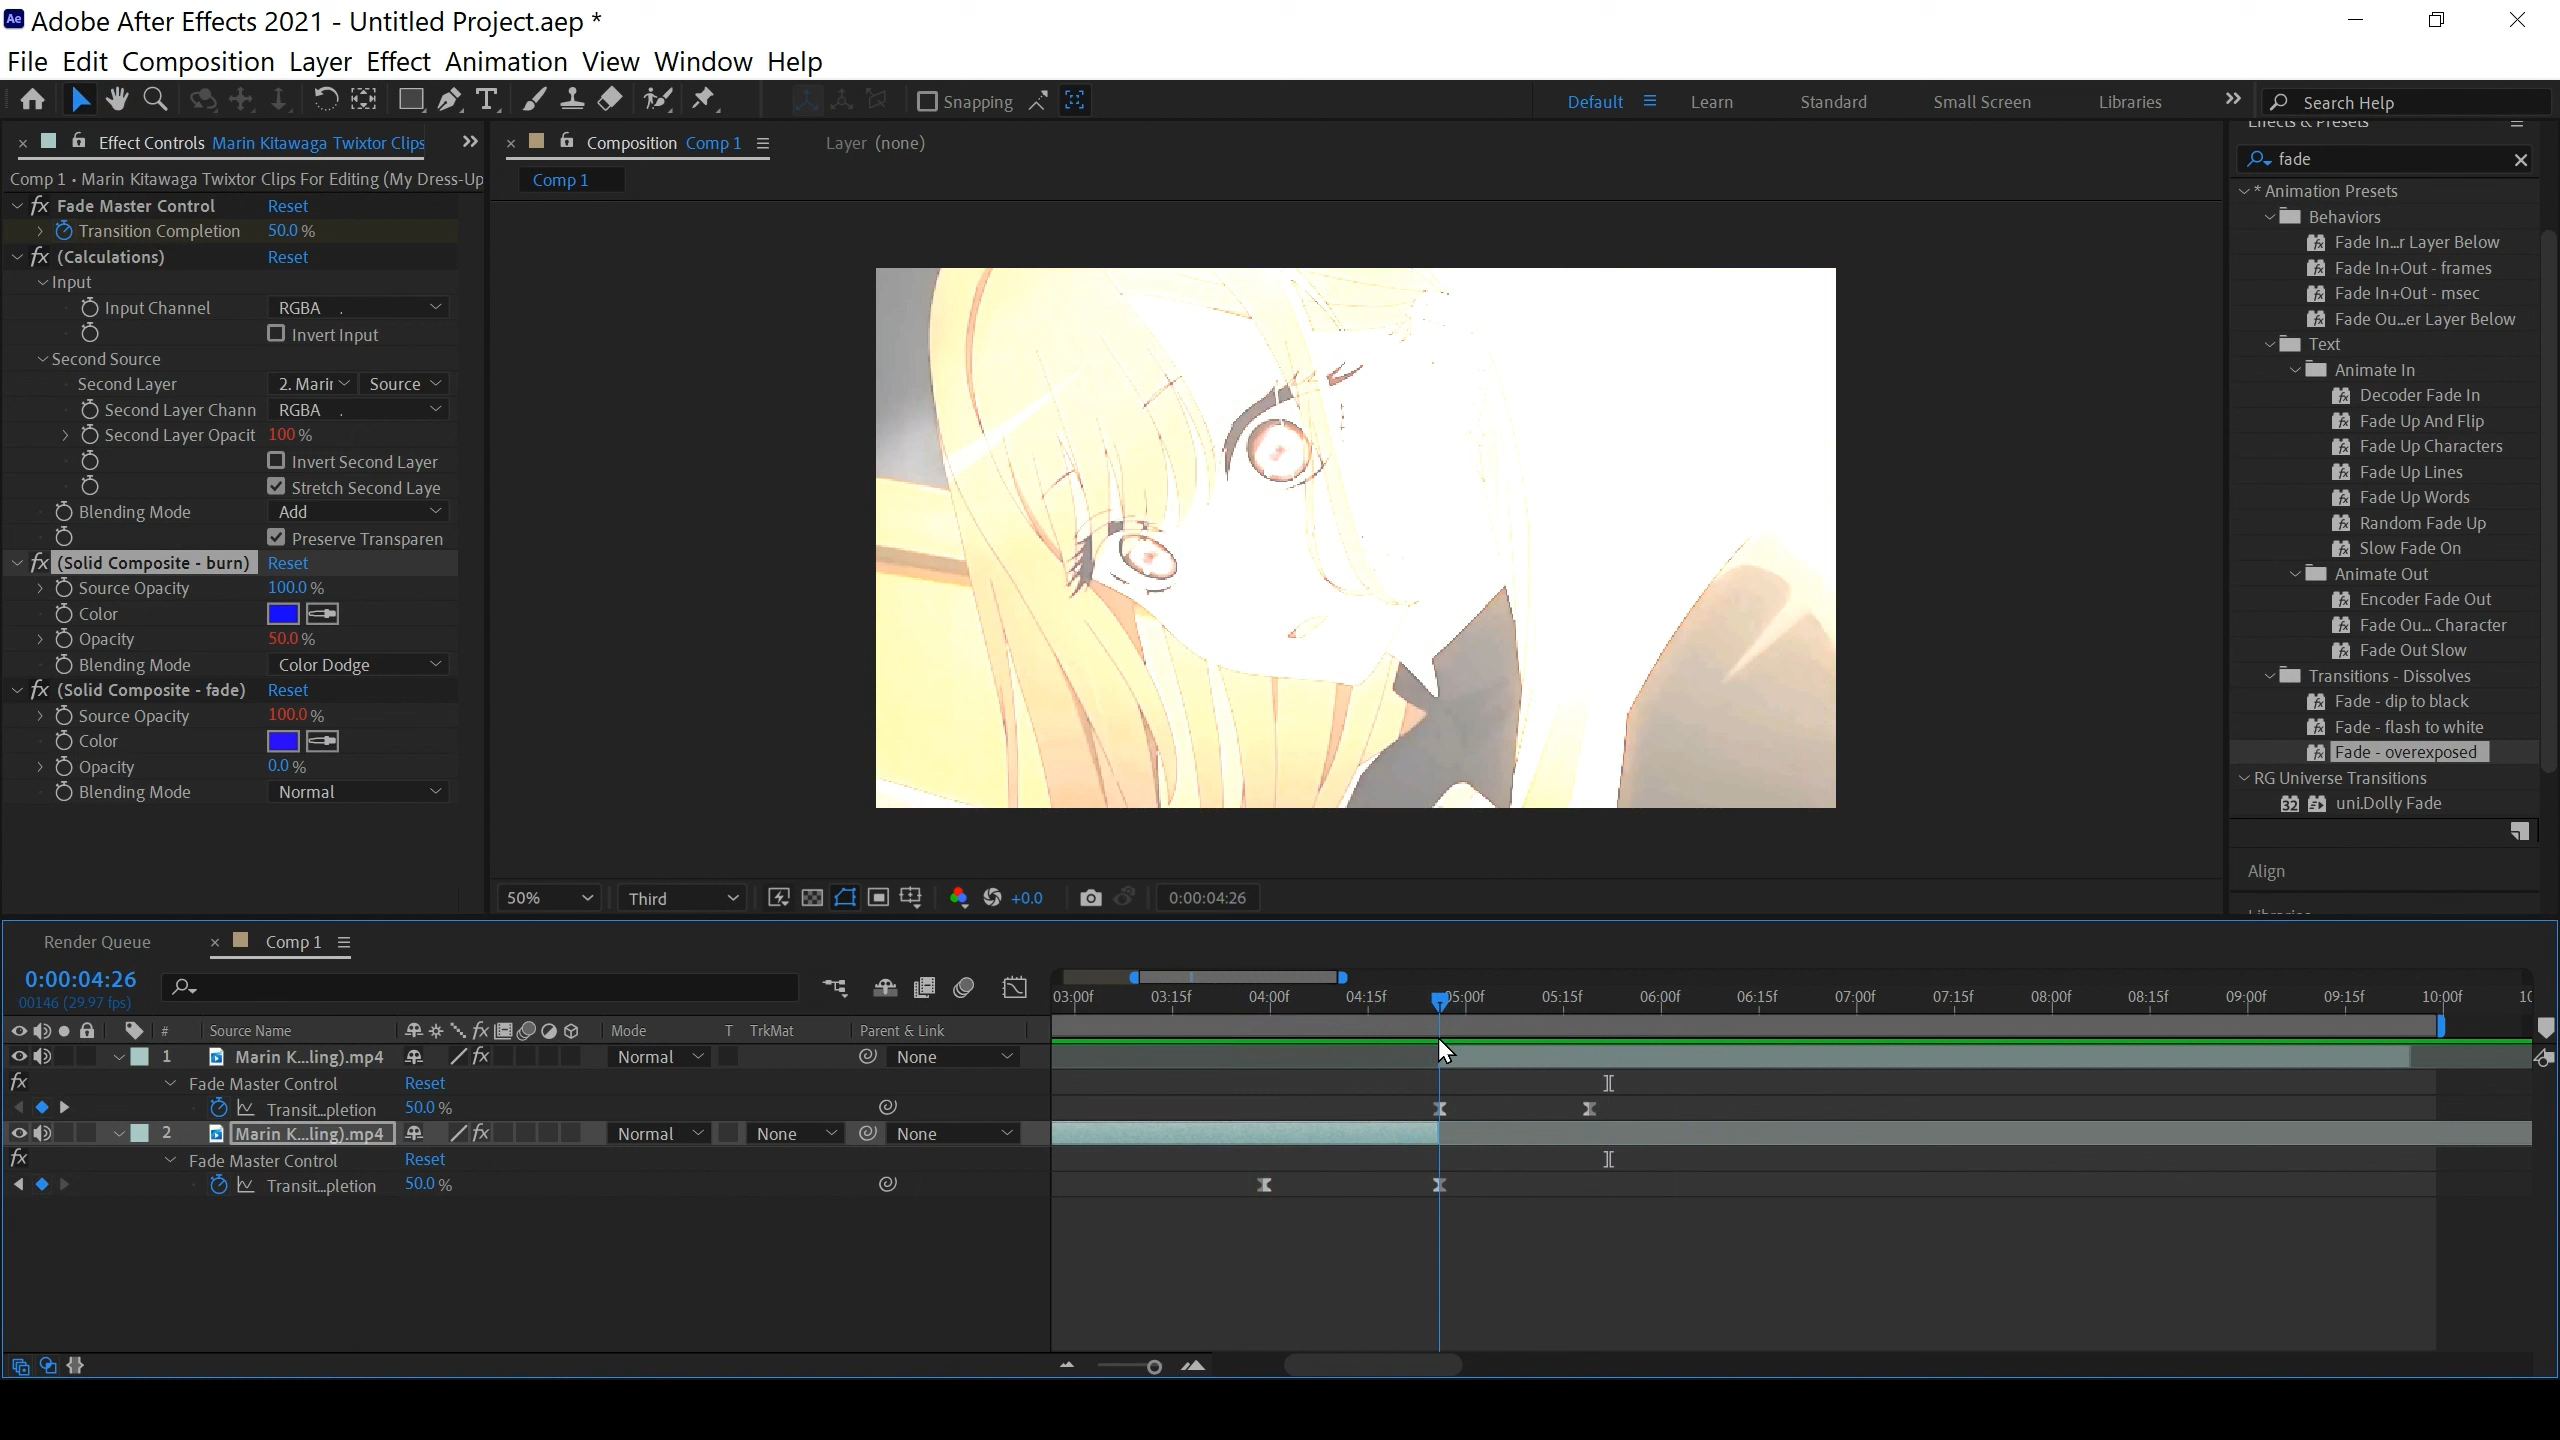 Adobe After Effects 2021 - Untitled Project.aep *
File Edit Composition Layer Effect Animation View Window Help
Snapping
Default
Learn
Standard
Small Screen
Libraries
Search Help
Effect Controls Marin Kitawaga Twixtor Clips
Comp 1 • Marin Kitawaga Twixtor Clips For Editing (My Dress-Up
fx Fade Master Control Reset
Transition Completion 50.0 %
fx (Calculations) Reset
Input
Input Channel RGBA .
Invert Input
Second Source
Second Layer 2. Marir Source
Second Layer Chann RGBA .
Second Layer Opacit 100 %
Invert Second Layer
Stretch Second Laye
Blending Mode Add
Preserve Transparen
fx (Solid Composite - burn) Reset
Source Opacity 100.0 %
Color
Opacity 50.0 %
Blending Mode Color Dodge
fx (Solid Composite - fade) Reset
Source Opacity 100.0 %
Color
Opacity 0.0 %
Blending Mode Normal
Composition Comp 1
Layer (none)
Comp 1
50% Third +0.0 0:00:04:26
Effects & Presets
fade
* Animation Presets
Behaviors
Fade In...r Layer Below
Fade In+Out - frames
Fade In+Out - msec
Fade Ou...er Layer Below
Text
Animate In
Decoder Fade In
Fade Up And Flip
Fade Up Characters
Fade Up Lines
Fade Up Words
Random Fade Up
Slow Fade On
Animate Out
Encoder Fade Out
Fade Ou... Character
Fade Out Slow
Transitions - Dissolves
Fade - dip to black
Fade - flash to white
Fade - overexposed
RG Universe Transitions
32 uni.Dolly Fade
Align
Render Queue
Comp 1
0:00:04:26
00146 (29.97 fps)
03:00f 03:15f 04:00f 04:15f 05:00f 05:15f 06:00f 06:15f 07:00f 07:15f 08:00f 08:15f 09:00f 09:15f 10:00f 10
# Source Name fx Mode T TrkMat Parent & Link
1 Marin K...ling).mp4 fx Normal None
fx Fade Master Control Reset
Transit...pletion 50.0 %
2 Marin K...ling).mp4 fx Normal None None
fx Fade Master Control Reset
Transit...pletion 50.0 %